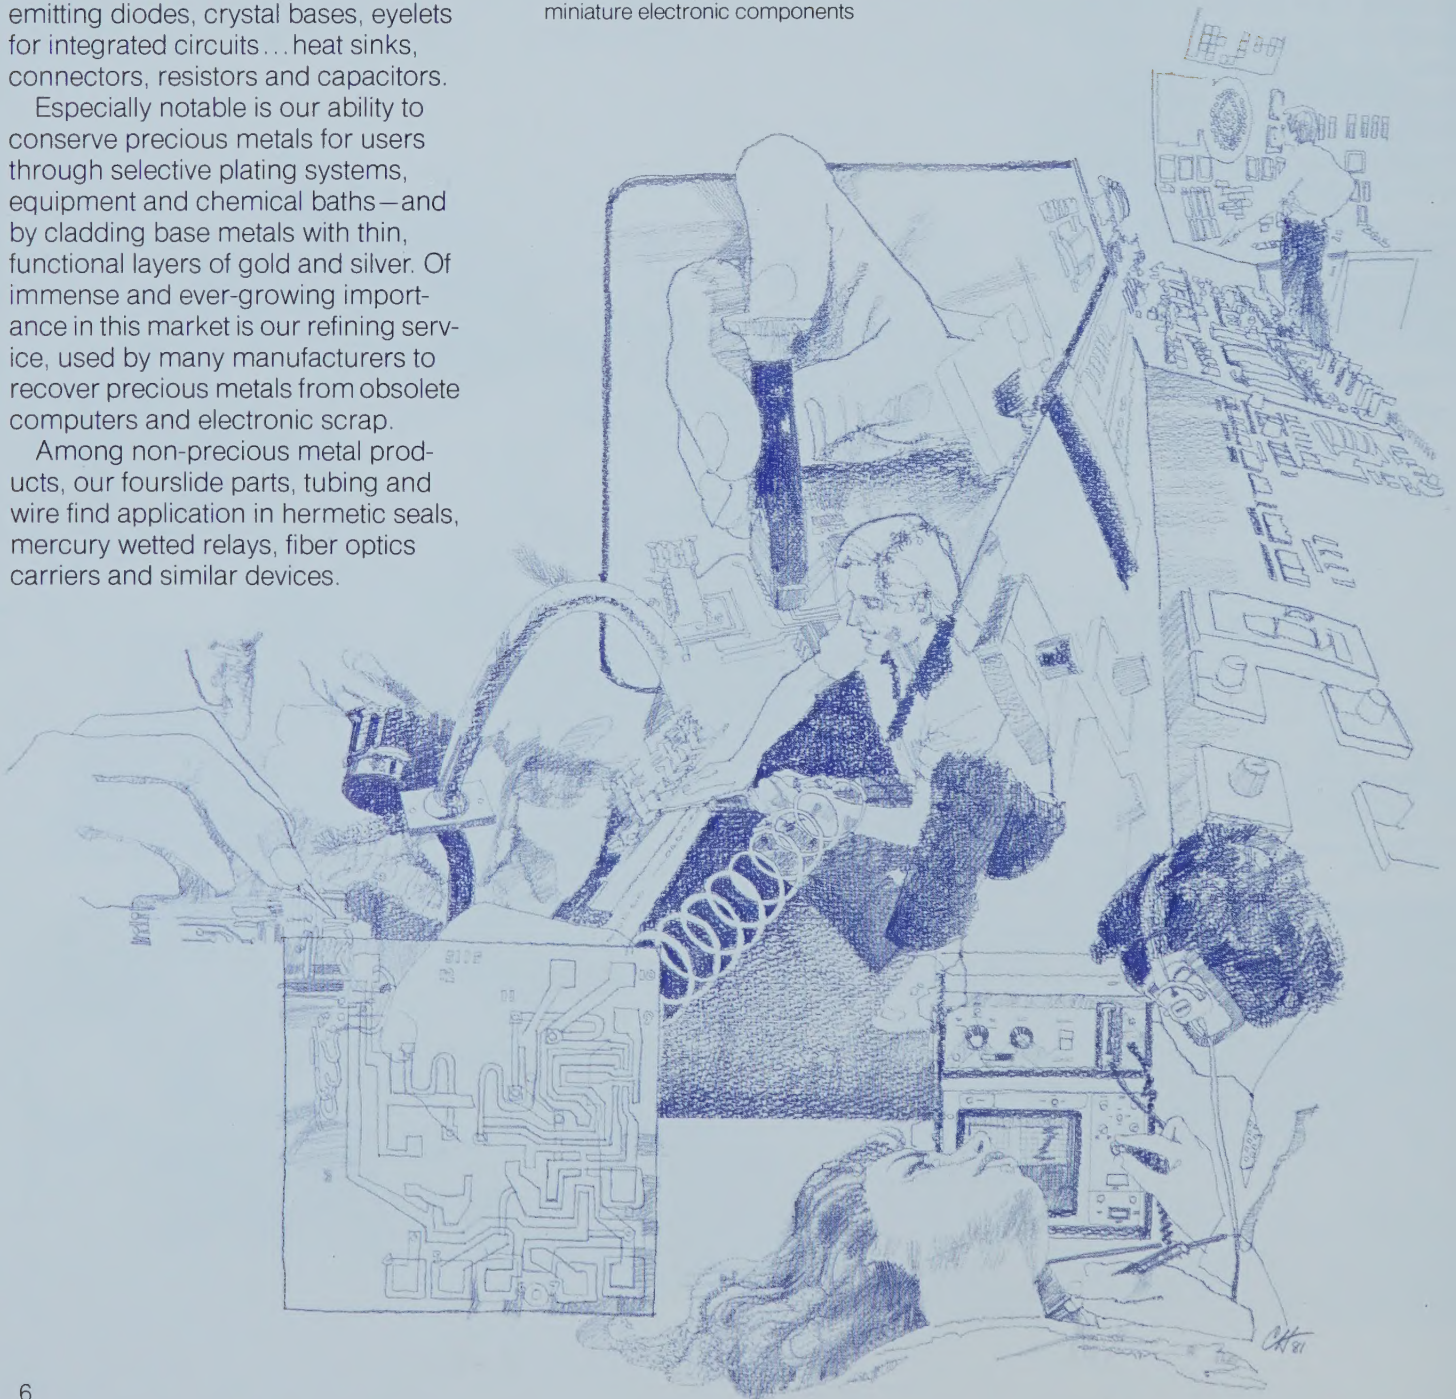 emitting diodes, crystal bases, eyelets
for integrated circuits...heat sinks,
connectors, resistors and capacitors.
Especially notable is our ability to
conserve precious metals for users
through selective plating systems,
equipment and chemical baths—and
by cladding base metals with thin,
functional layers of gold and silver. Of
immense and ever-growing import-
ance in this market is our refining serv-
ice, used by many manufacturers to
recover precious metals from obsolete
computers and electronic scrap.
Among non-precious metal prod-
ucts, our fourslide parts, tubing and
wire find application in hermetic seals,
mercury wetted relays, fiber optics
carriers and similar devices.
miniature electronic components
6